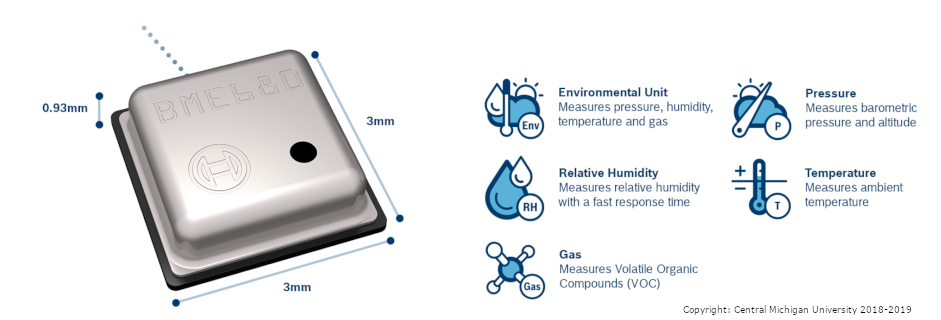 BME680
0.93mm
3mm
3mm
Environmental Unit
Measures pressure, humidity,
temperature and gas
Env
Pressure
Measures barometric
pressure and altitude
P
Relative Humidity
Measures relative humidity
with a fast response time
RH
Temperature
Measures ambient
temperature
T
Gas
Measures Volatile Organic
Compounds (VOC)
Gas
Copyright: Central Michigan University 2018-2019